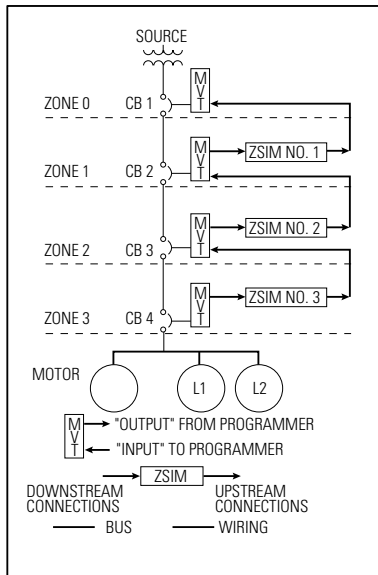 SOURCE
M
V
T
ZONE 0 CB 1
M
V
T
ZSIM NO. 1
ZONE 1 CB 2
M
V
T
ZSIM NO. 2
ZONE 2 CB 3
M
V
T
ZSIM NO. 3
ZONE 3 CB 4
MOTOR
L1 L2
M
V
T
"OUTPUT" FROM PROGRAMMER
"INPUT" TO PROGRAMMER
ZSIM
DOWNSTREAM
CONNECTIONS
UPSTREAM
CONNECTIONS
BUS WIRING